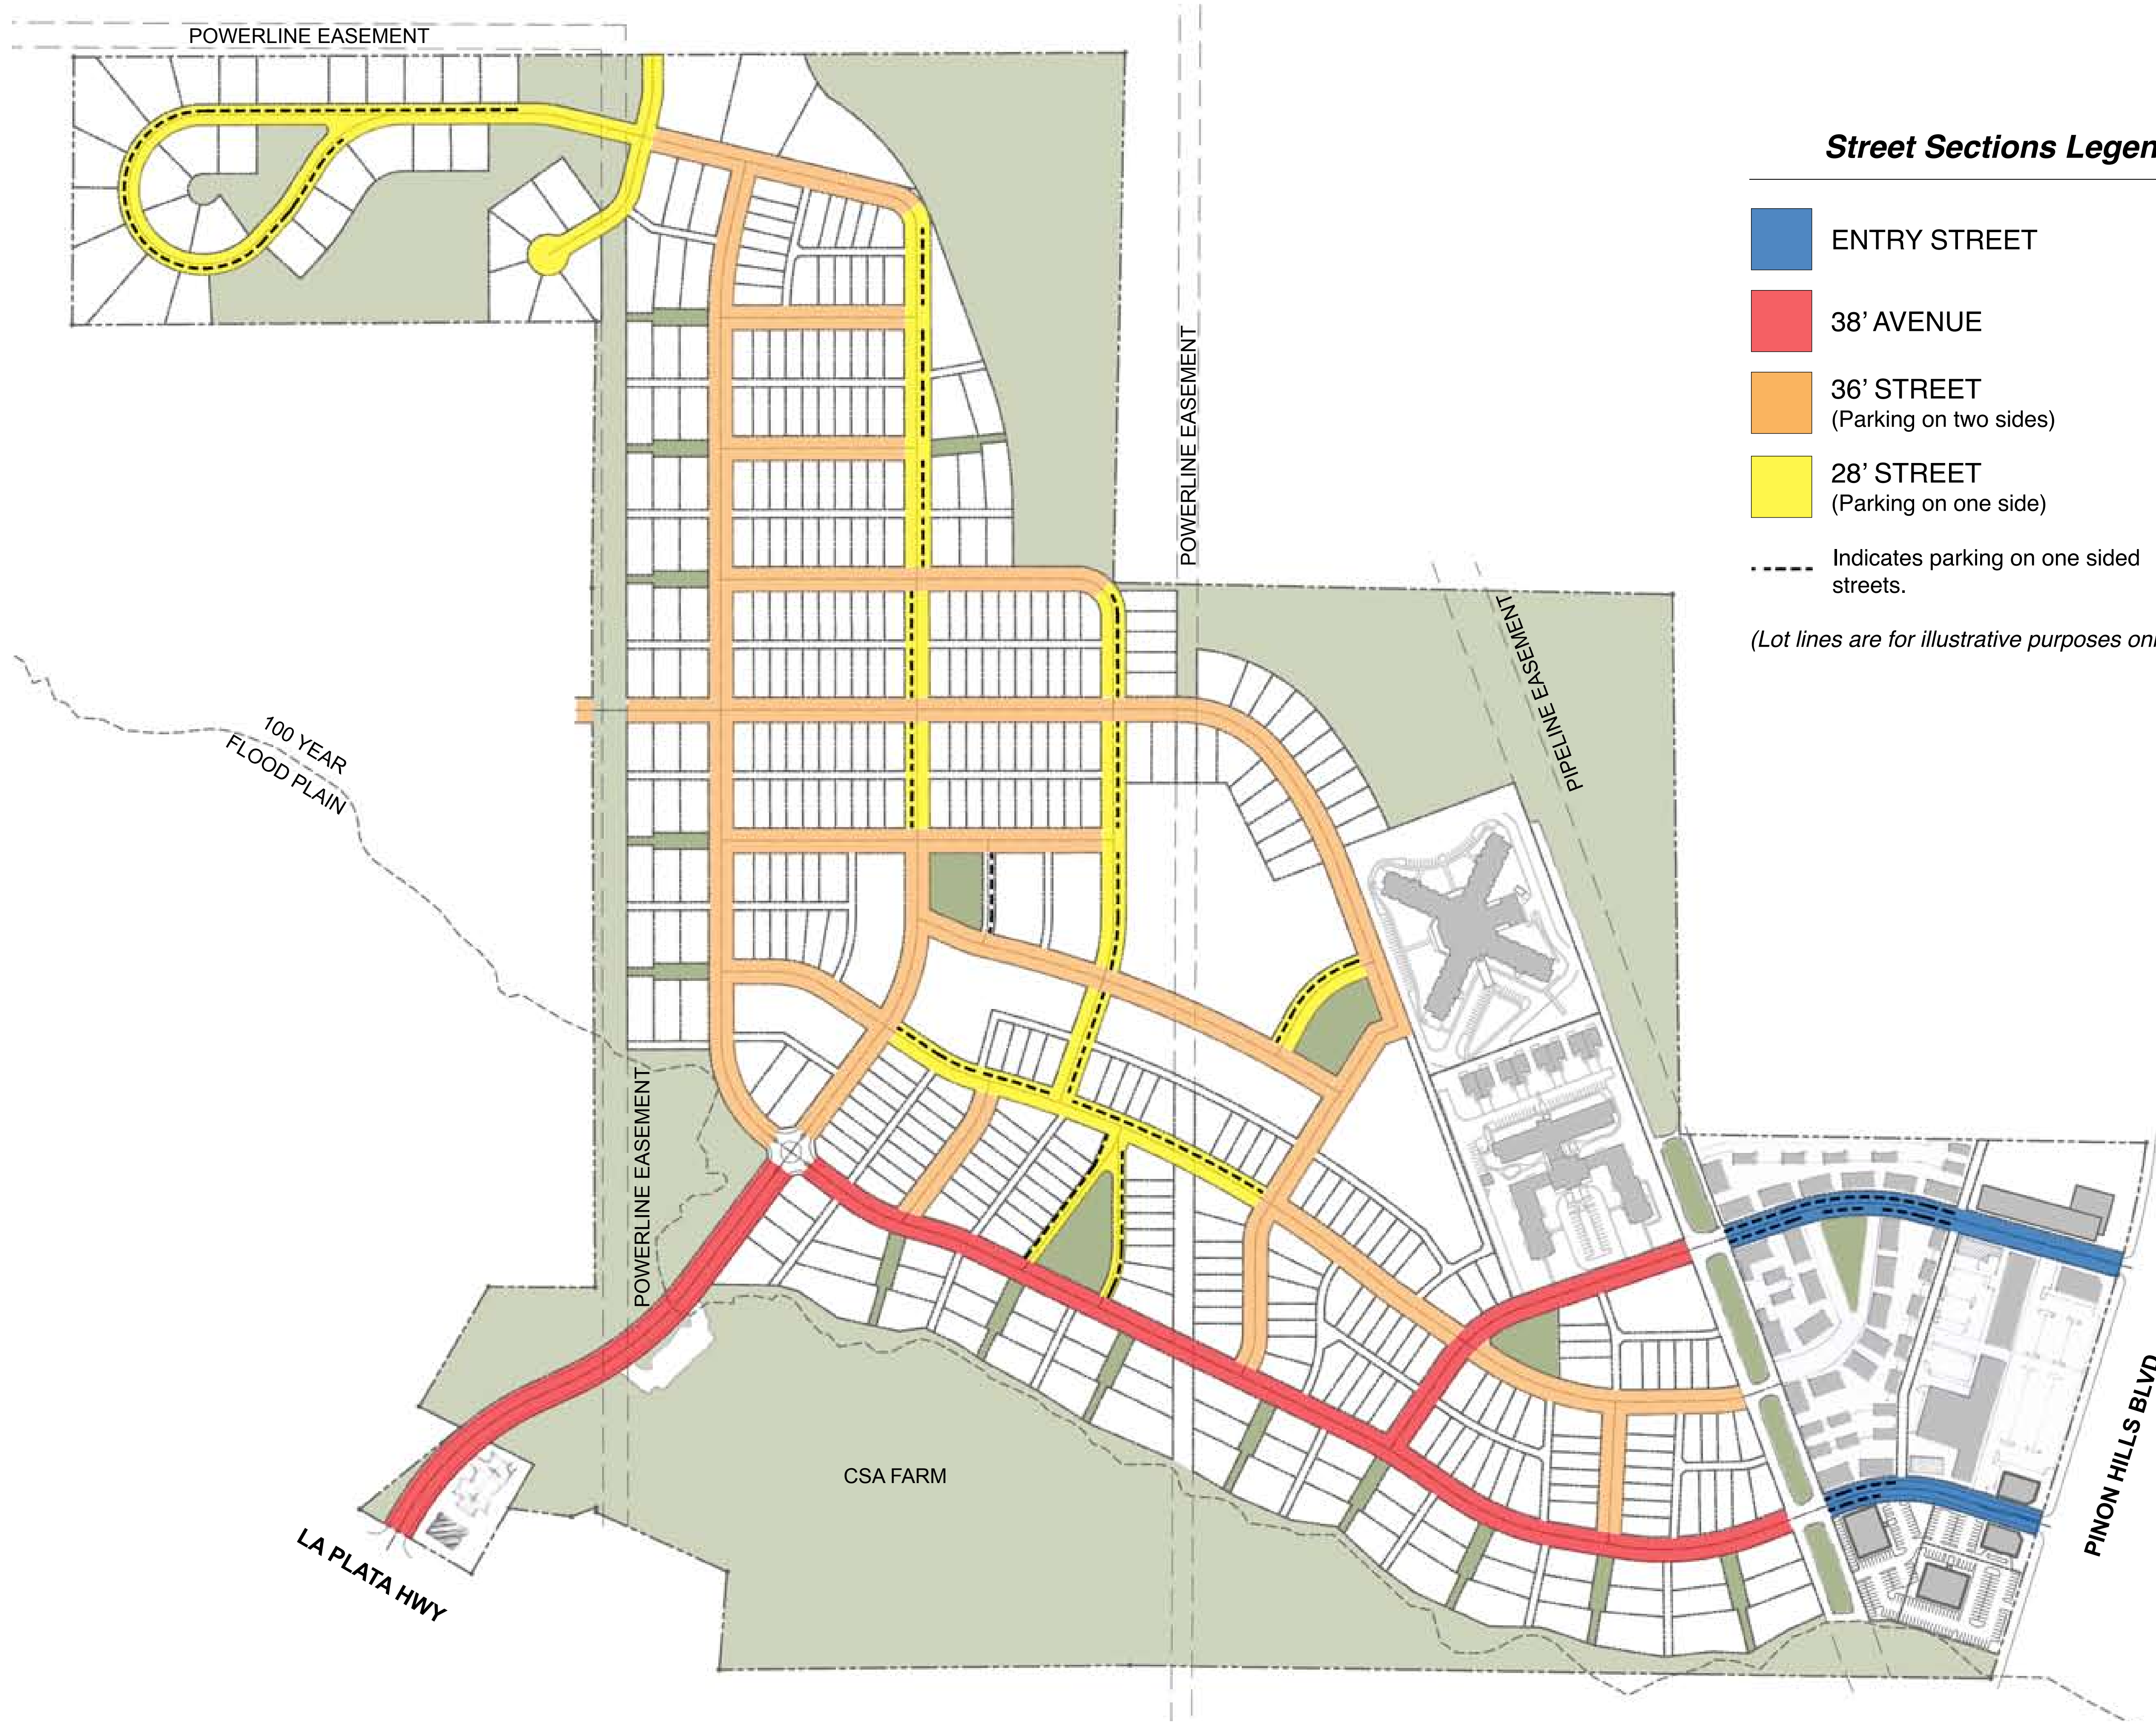 POWERLINE EASEMENT
Street Sections Legen
ENTRY STREET
38' AVENUE
36' STREET
(Parking on two sides)
28' STREET
(Parking on one side)
Indicates parking on one sided
streets.
(Lot lines are for illustrative purposes onl
POWERLINE EASEMENT
PIPELINE EASEMENT
100 YEAR
FLOOD PLAIN
POWERLINE EASEMENT
CSA FARM
LA PLATA HWY
PINON HILLS BLVD